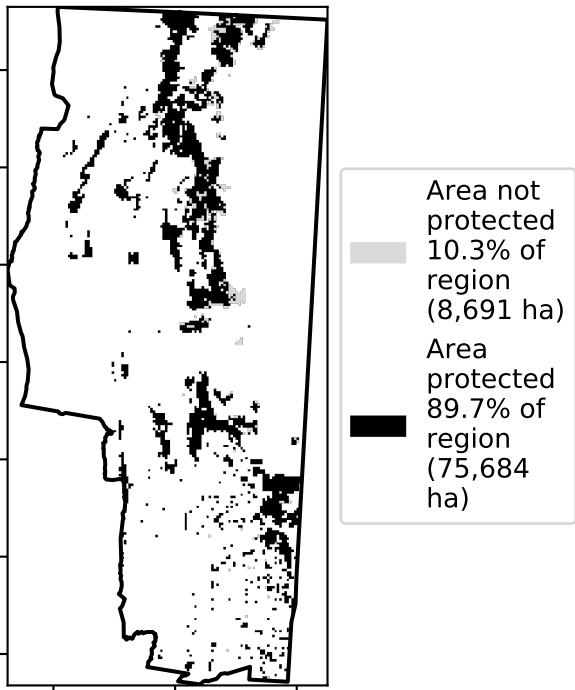 Area not
protected
10.3% of
region
(8,691 ha)
Area
protected
89.7% of
region
(75,684
ha)